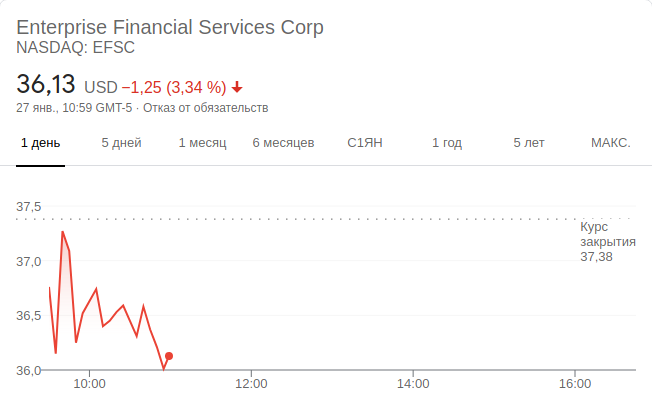 Enterprise Financial Services Corp
NASDAQ: EFSC
36,13 USD −1,25 (3,34 %)
27 янв., 10:59 GMT-5 · Отказ от обязательств
1 день 5 дней 1 месяц 6 месяцев С1ЯН 1 год 5 лет МАКС.
37,5
Курс
закрытия
37,38
37,0
36,5
36,0
10:00 12:00 14:00 16:00